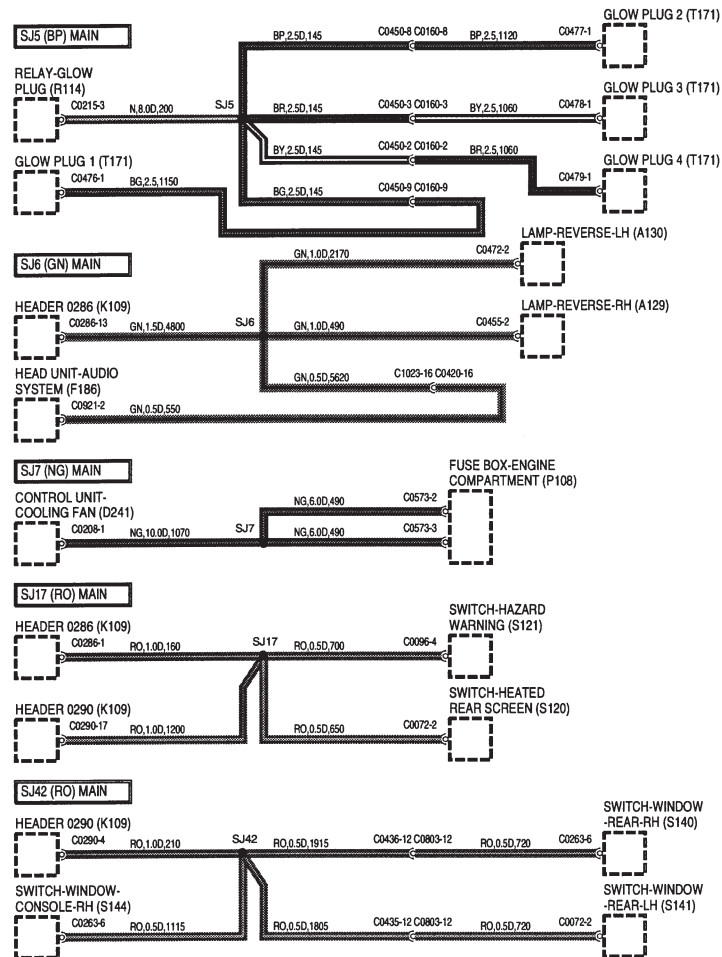 SJ5 (BP) MAIN
RELAY-GLOW
PLUG (R114)
C0215-3
N,8.0D,200
SJ5
BP,2.5D,145
C0450-8 C0160-8
BP,2.5D,1120
C0477-1
GLOW PLUG 2 (T171)
BR,2.5D,145
C0450-3 C0160-3
BY,2.5,1060
C0478-1
GLOW PLUG 3 (T171)
BY,2.5D,145
C0450-2 C0160-2
BR,2.5,1060
C0479-1
GLOW PLUG 4 (T171)
GLOW PLUG 1 (T171)
C0476-1
BG,2.5,1150
BG,2.5D,145
C0450-9 C0160-9
SJ6 (GN) MAIN
HEADER 0286 (K109)
C0286-13
GN,1.5D,4800
SJ6
GN,1.0D,2170
C0472-2
LAMP-REVERSE-LH (A130)
GN,1.0D,490
C0455-2
LAMP-REVERSE-RH (A129)
HEAD UNIT-AUDIO
SYSTEM (F186)
C0921-2
GN,0.5D,550
GN,0.5D,5620
C1023-16 C0420-16
SJ7 (NG) MAIN
CONTROL UNIT-
COOLING FAN (D241)
C0208-1
NG,10.0D,1070
SJ7
NG,6.0D,490
C0573-2
NG,6.0D,490
C0573-3
FUSE BOX-ENGINE
COMPARTMENT (P108)
SJ17 (RO) MAIN
HEADER 0286 (K109)
C0286-1
RO,1.0D,160
SJ17
RO,0.5D,700
C0096-4
SWITCH-HAZARD
WARNING (S121)
HEADER 0290 (K109)
C0290-17
RO,1.0D,1200
RO,0.5D,650
C0072-2
SWITCH-HEATED
REAR SCREEN (S120)
SJ42 (RO) MAIN
HEADER 0290 (K109)
C0290-4
RO,1.0D,210
SJ42
RO,0.5D,1915
C0436-12 C0803-12
RO,0.5D,720
C0263-6
SWITCH-WINDOW
-REAR-RH (S140)
SWITCH-WINDOW-
CONSOLE-RH (S144)
C0263-6
RO,0.5D,1115
RO,0.5D,1805
C0435-12 C0803-12
RO,0.5D,720
C0072-2
SWITCH-WINDOW
-REAR-LH (S141)